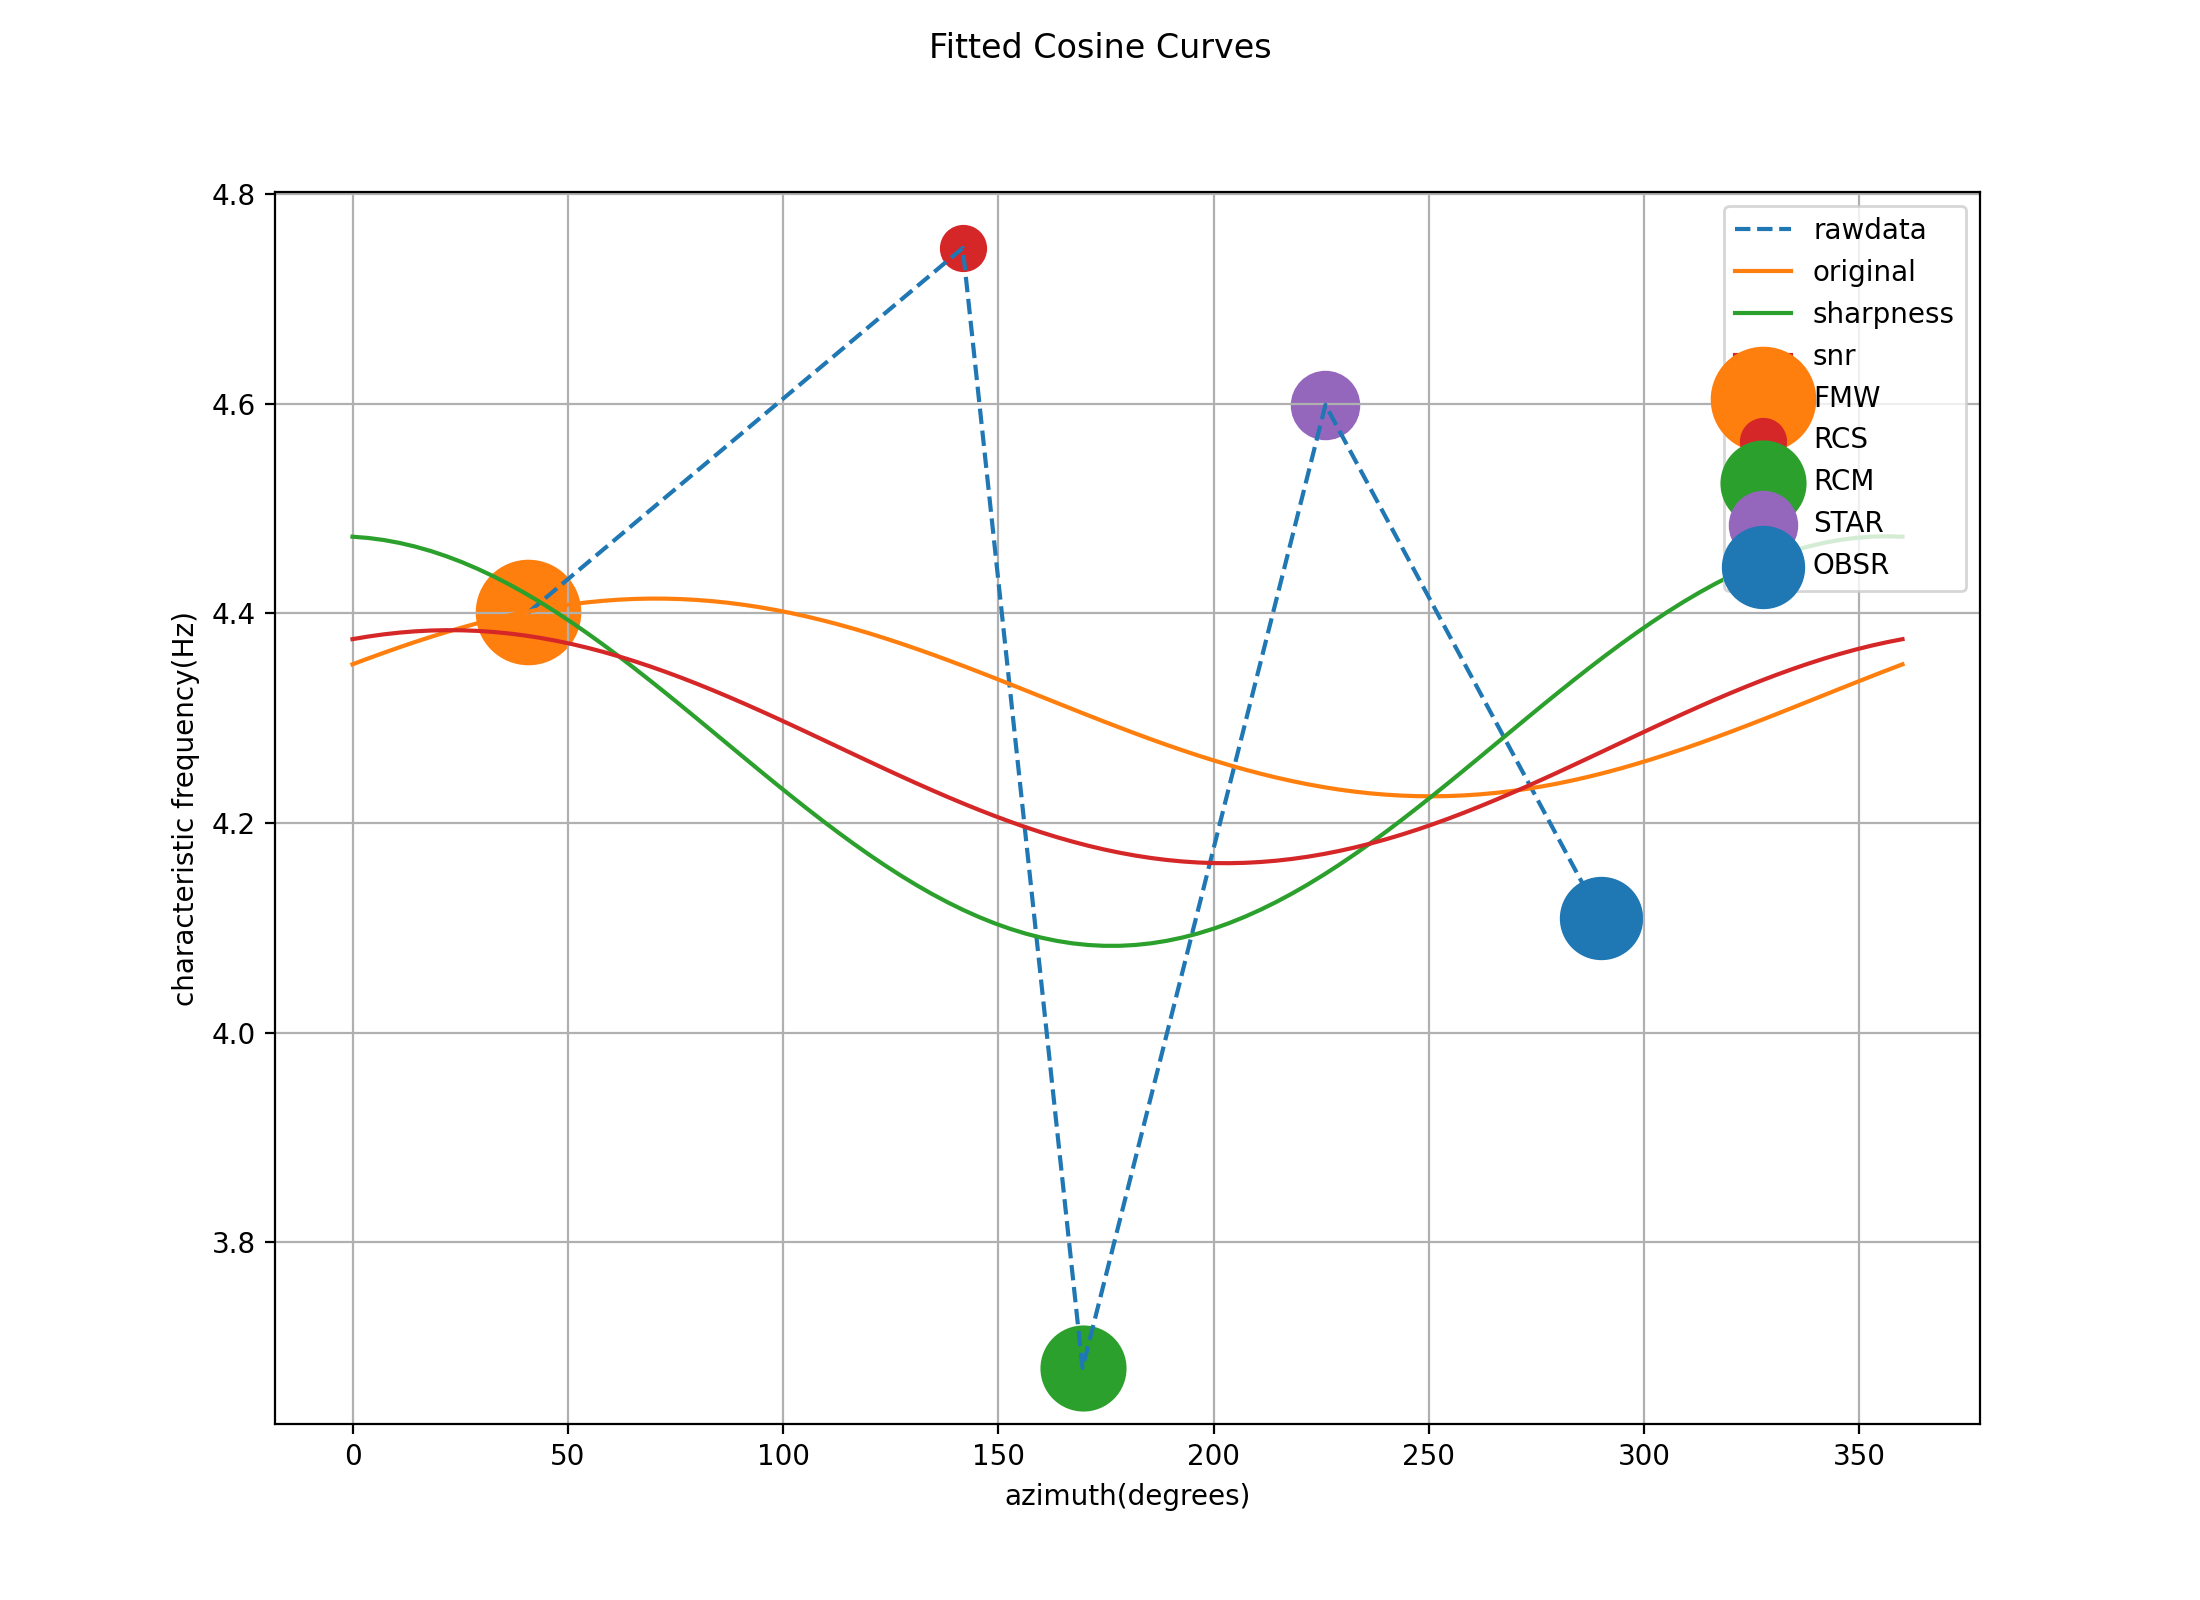 Fitted Cosine Curves
characteristic frequency(Hz)
4.8
4.6
4.4
4.2
4.0
3.8
rawdata
original
sharpness
snr
FMW
RCS
RCM
STAR
OBSR
0 50 100 150 200 250 300 350
azimuth(degrees)